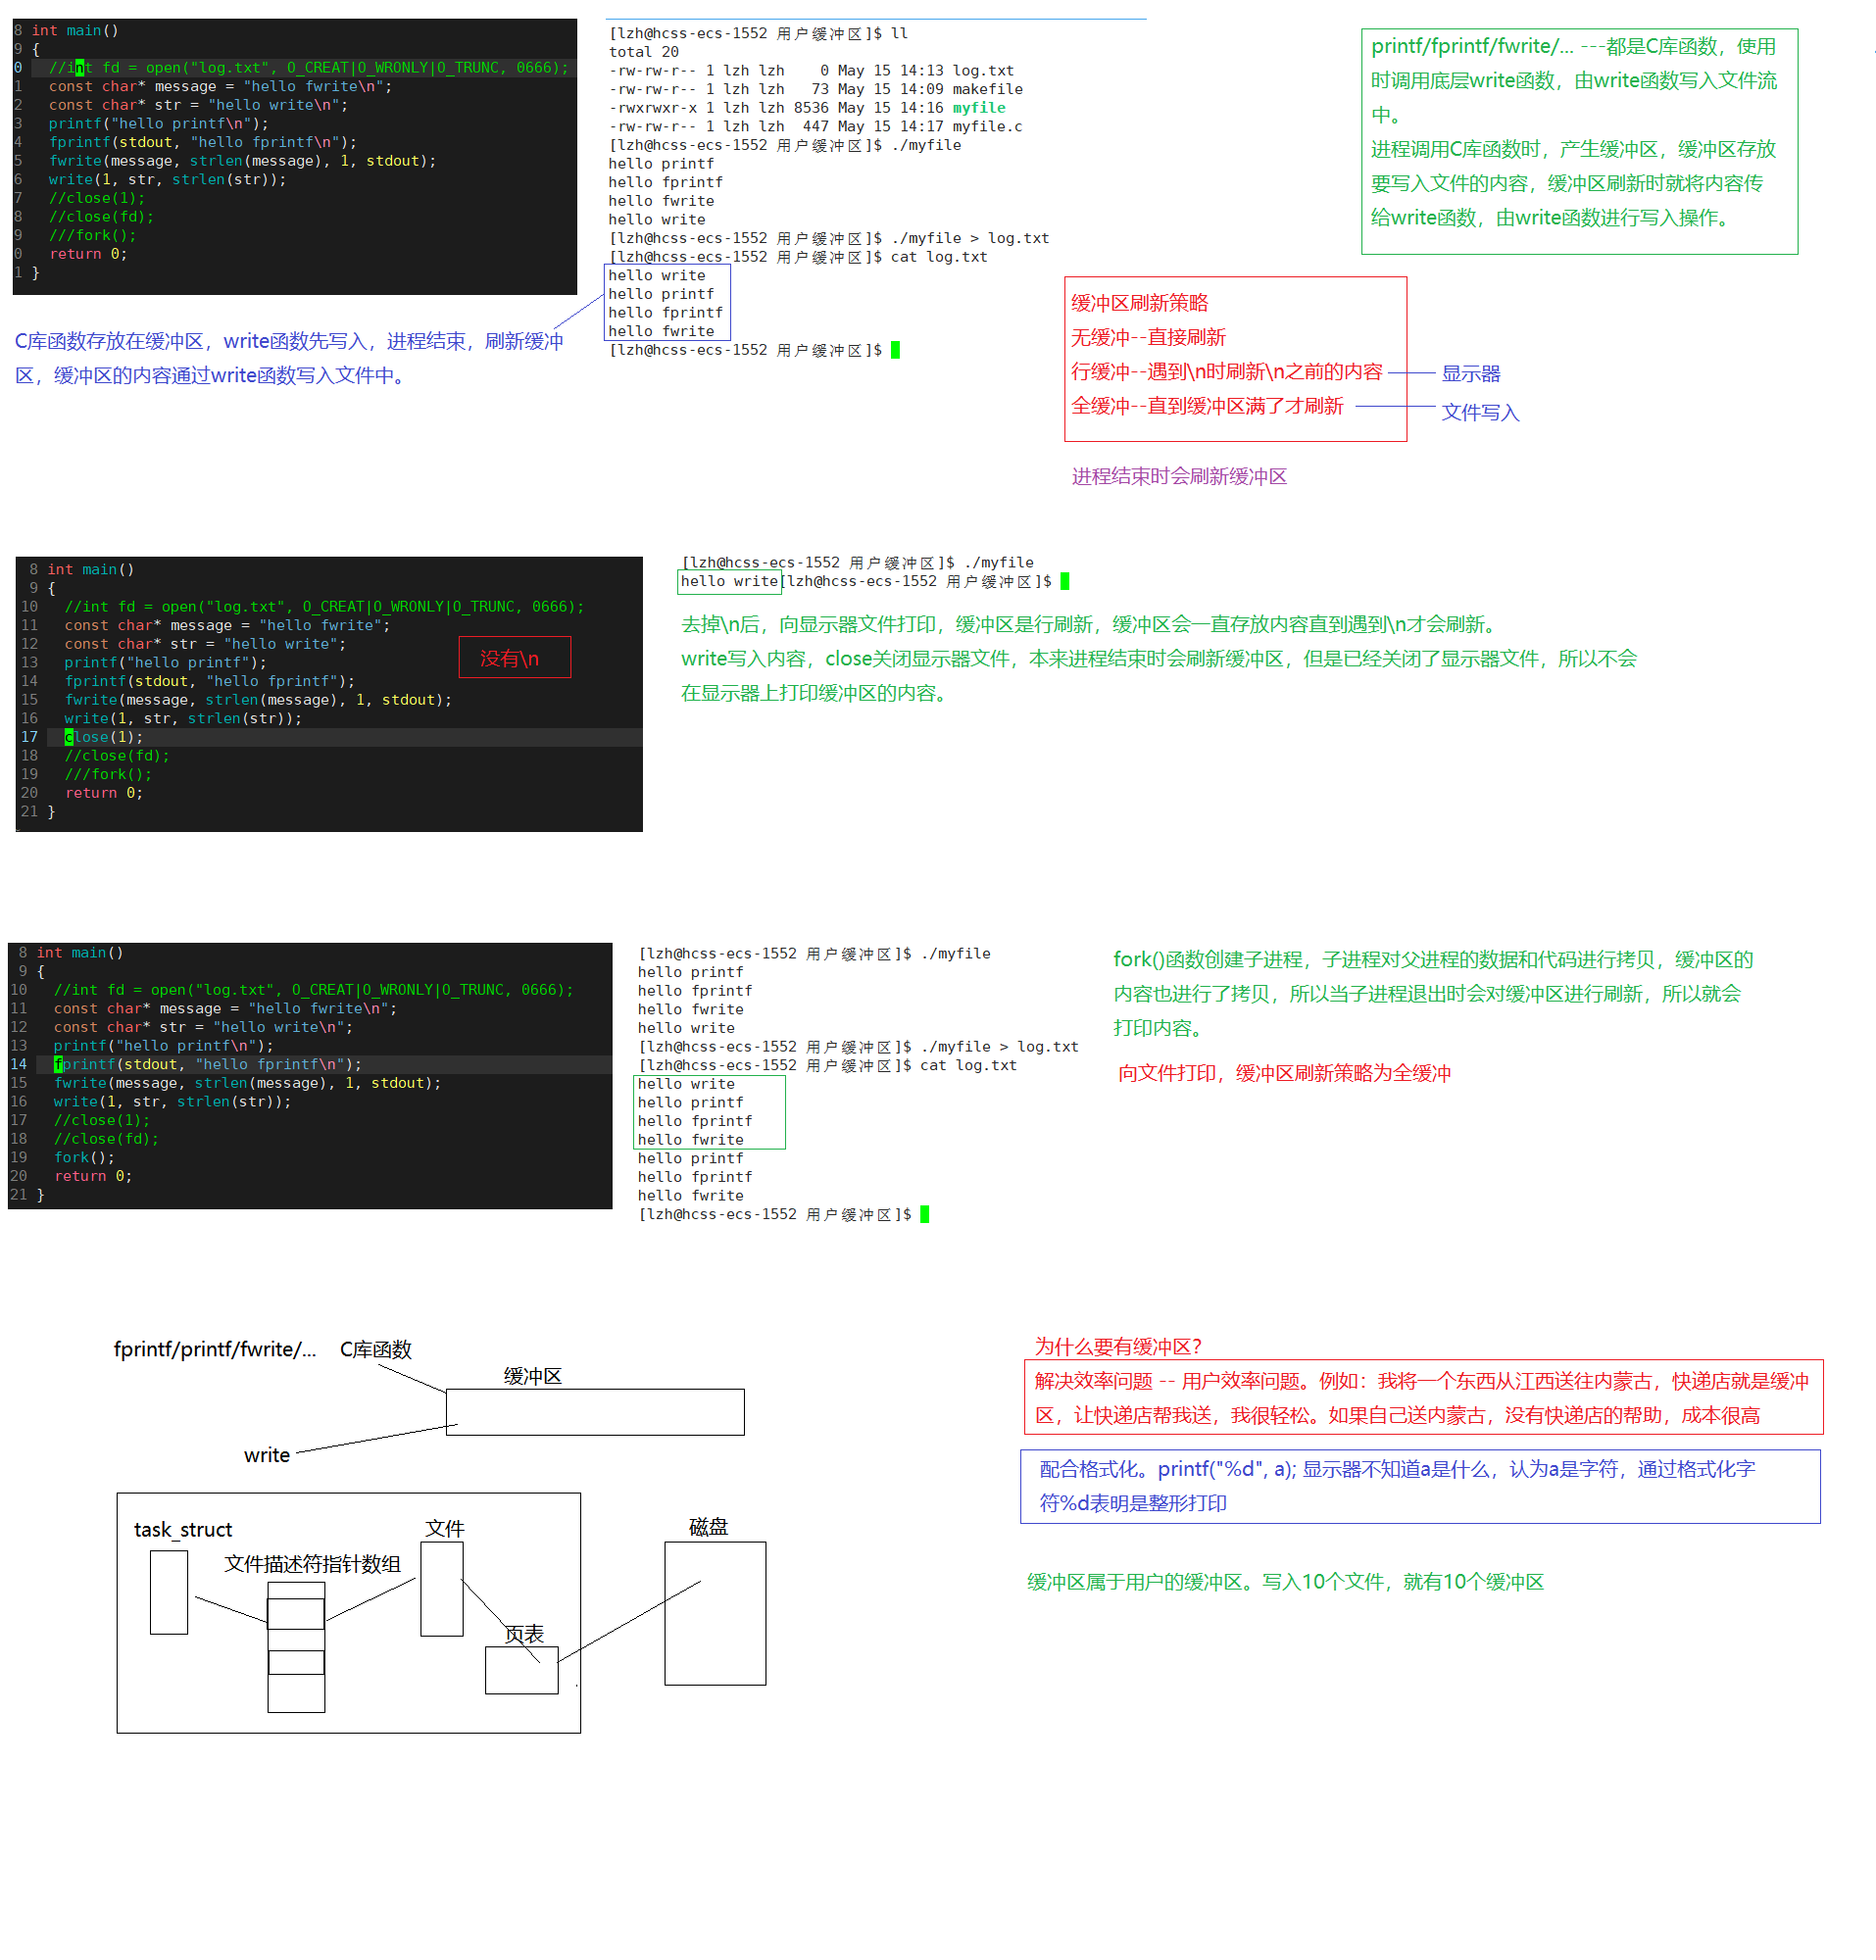 8 int main()
9 {
0 //int fd = open("log.txt", O_CREAT|O_WRONLY|O_TRUNC, 0666);
1 const char* message = "hello fwrite\n";
2 const char* str = "hello write\n";
3 printf("hello printf\n");
4 fprintf(stdout, "hello fprintf\n");
5 fwrite(message, strlen(message), 1, stdout);
6 write(1, str, strlen(str));
7 //close(1);
8 //close(fd);
9 ///fork();
0 return 0;
1 }
[lzh@hcss-ecs-1552 用户缓冲区]$ ll
total 20
-rw-rw-r-- 1 lzh lzh    0 May 15 14:13 log.txt
-rw-rw-r-- 1 lzh lzh   73 May 15 14:09 makefile
-rwxrwxr-x 1 lzh lzh 8536 May 15 14:16 myfile
-rw-rw-r-- 1 lzh lzh  447 May 15 14:17 myfile.c
[lzh@hcss-ecs-1552 用户缓冲区]$ ./myfile
hello printf
hello fprintf
hello fwrite
hello write
[lzh@hcss-ecs-1552 用户缓冲区]$ ./myfile > log.txt
[lzh@hcss-ecs-1552 用户缓冲区]$ cat log.txt
hello write
hello printf
hello fprintf
hello fwrite
[lzh@hcss-ecs-1552 用户缓冲区]$
printf/fprintf/fwrite/... ---都是C库函数，使用
时调用底层write函数，由write函数写入文件流
中。
进程调用C库函数时，产生缓冲区，缓冲区存放
要写入文件的内容，缓冲区刷新时就将内容传
给write函数，由write函数进行写入操作。
C库函数存放在缓冲区，write函数先写入，进程结束，刷新缓冲
区，缓冲区的内容通过write函数写入文件中。
缓冲区刷新策略
无缓冲--直接刷新
行缓冲--遇到\n时刷新\n之前的内容
显示器
全缓冲--直到缓冲区满了才刷新
文件写入
进程结束时会刷新缓冲区
8 int main()
9 {
10 //int fd = open("log.txt", O_CREAT|O_WRONLY|O_TRUNC, 0666);
11 const char* message = "hello fwrite";
12 const char* str = "hello write";
13 printf("hello printf");
14 fprintf(stdout, "hello fprintf");
15 fwrite(message, strlen(message), 1, stdout);
16 write(1, str, strlen(str));
17 close(1);
18 //close(fd);
19 ///fork();
20 return 0;
21 }
没有\n
[lzh@hcss-ecs-1552 用户缓冲区]$ ./myfile
hello write[lzh@hcss-ecs-1552 用户缓冲区]$
去掉\n后，向显示器文件打印，缓冲区是行刷新，缓冲区会一直存放内容直到遇到\n才会刷新。
write写入内容，close关闭显示器文件，本来进程结束时会刷新缓冲区，但是已经关闭了显示器文件，所以不会
在显示器上打印缓冲区的内容。
8 int main()
9 {
10 //int fd = open("log.txt", O_CREAT|O_WRONLY|O_TRUNC, 0666);
11 const char* message = "hello fwrite\n";
12 const char* str = "hello write\n";
13 printf("hello printf\n");
14 fprintf(stdout, "hello fprintf\n");
15 fwrite(message, strlen(message), 1, stdout);
16 write(1, str, strlen(str));
17 //close(1);
18 //close(fd);
19 fork();
20 return 0;
21 }
[lzh@hcss-ecs-1552 用户缓冲区]$ ./myfile
hello printf
hello fprintf
hello fwrite
hello write
[lzh@hcss-ecs-1552 用户缓冲区]$ ./myfile > log.txt
[lzh@hcss-ecs-1552 用户缓冲区]$ cat log.txt
hello write
hello printf
hello fprintf
hello fwrite
hello printf
hello fprintf
hello fwrite
[lzh@hcss-ecs-1552 用户缓冲区]$
fork()函数创建子进程，子进程对父进程的数据和代码进行拷贝，缓冲区的
内容也进行了拷贝，所以当子进程退出时会对缓冲区进行刷新，所以就会
打印内容。
向文件打印，缓冲区刷新策略为全缓冲
fprintf/printf/fwrite/... C库函数
缓冲区
write
task_struct
文件描述符指针数组
文件
页表
磁盘
为什么要有缓冲区？
解决效率问题 -- 用户效率问题。例如：我将一个东西从江西送往内蒙古，快递店就是缓冲
区，让快递店帮我送，我很轻松。如果自己送内蒙古，没有快递店的帮助，成本很高
配合格式化。printf("%d", a); 显示器不知道a是什么，认为a是字符，通过格式化字
符%d表明是整形打印
缓冲区属于用户的缓冲区。写入10个文件，就有10个缓冲区